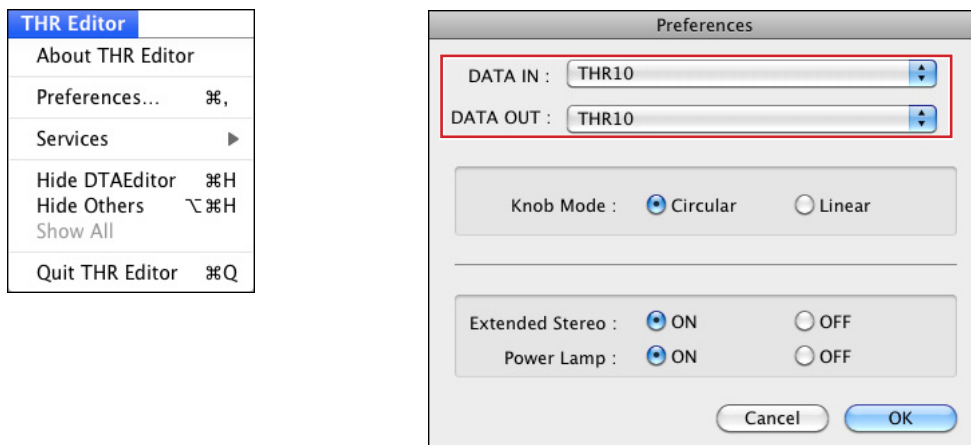 THR Editor
About THR Editor
Preferences... ⌘,
Services ▶
Hide DTAEditor ⌘H
Hide Others ⌥⌘H
Show All
Quit THR Editor ⌘Q
Preferences
DATA IN : THR10
DATA OUT : THR10
Knob Mode : Circular Linear
Extended Stereo : ON OFF
Power Lamp : ON OFF
Cancel OK